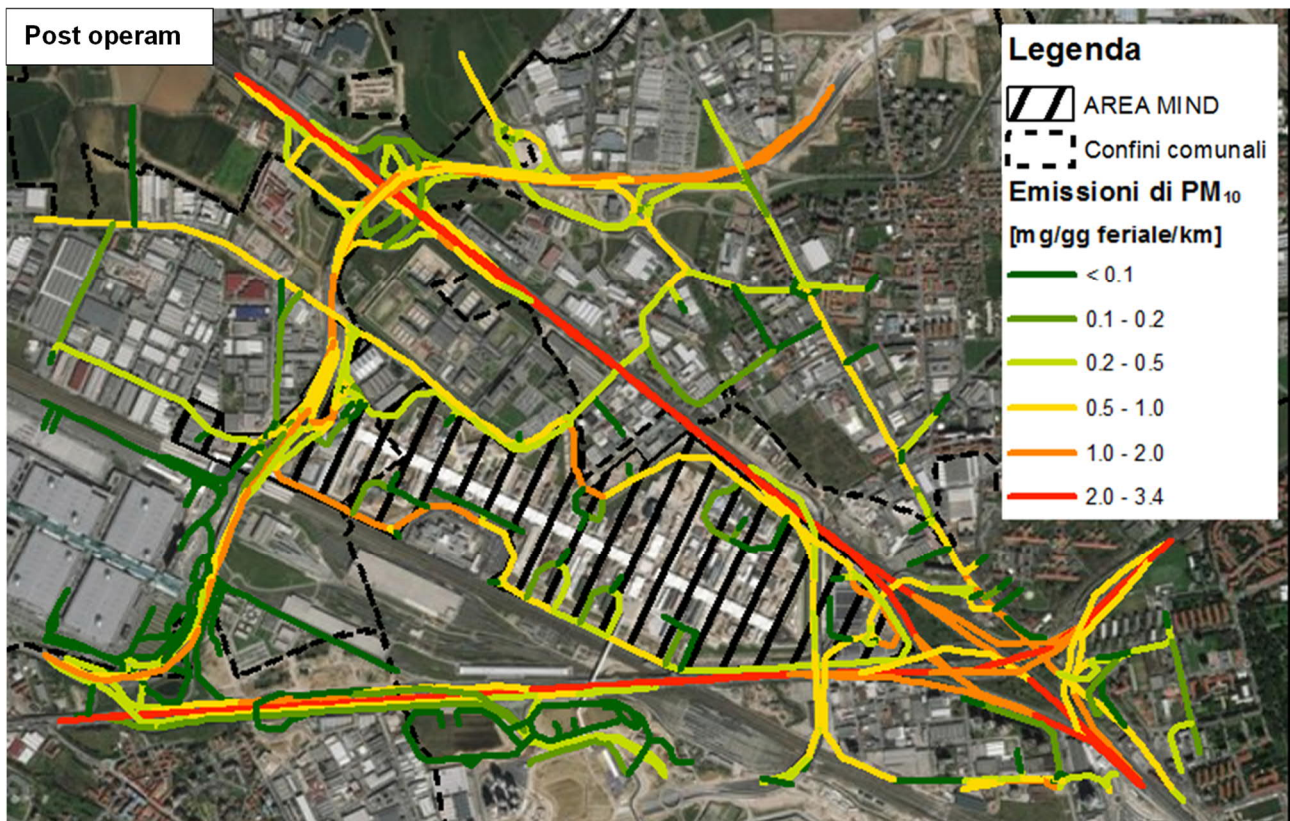 Post operam
Legenda
AREA MIND
Confini comunali
Emissioni di PM₁₀
[mg/gg feriale/km]
< 0.1
0.1 - 0.2
0.2 - 0.5
0.5 - 1.0
1.0 - 2.0
2.0 - 3.4